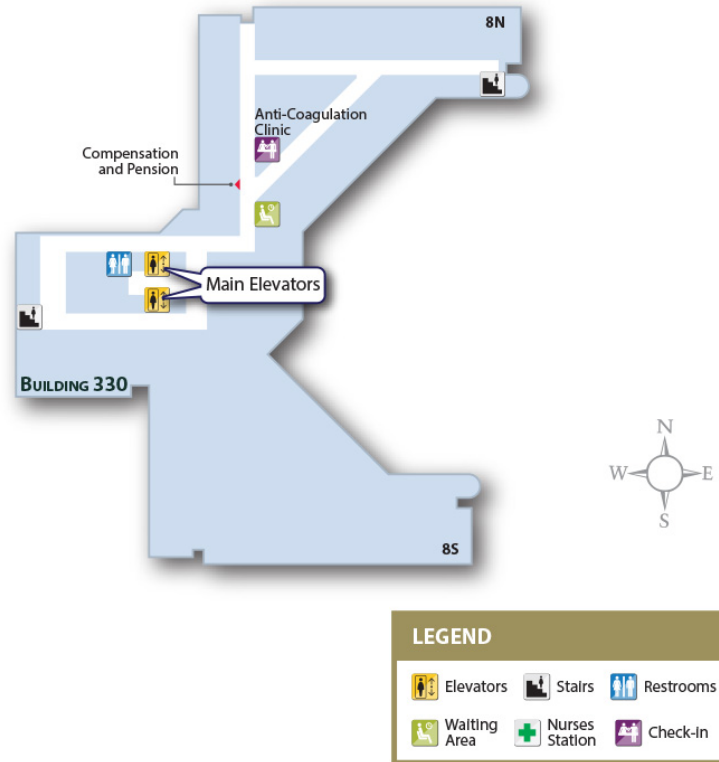 8N
Anti-Coagulation
Clinic
Compensation
and Pension
Main Elevators
BUILDING 330
N
W E
S
8S
LEGEND
Elevators Stairs Restrooms
Waiting
Area
Nurses
Station
Check-in